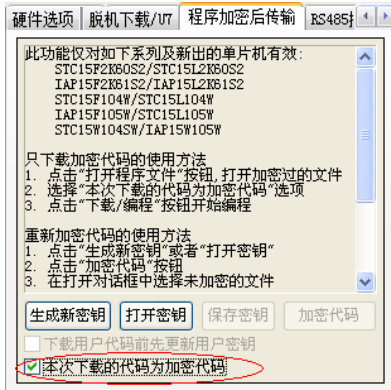 硬件选项 脱机下载/U7 程序加密后传输 RS485
此功能仅对如下系列及新出的单片机有效:
STC15F2K60S2/STC15L2K60S2
IAP15F2K61S2/IAP15L2K61S2
STC15F104W/STC15L104W
IAP15F105W/STC15L105W
STC15W104SW/IAP15W105W
只下载加密代码的使用方法
1. 点击"打开程序文件"按钮,打开加密过的文件
2. 选择"本次下载的代码为加密代码"选项
3. 点击"下载/编程"按钮开始编程
重新加密代码的使用方法
1. 点击"生成新密钥"或者"打开密钥"
2. 点击"加密代码"按钮
3. 在打开对话框中选择未加密的文件
生成新密钥 打开密钥 保存密钥 加密代码
下载用户代码前先更新用户密钥
本次下载的代码为加密代码